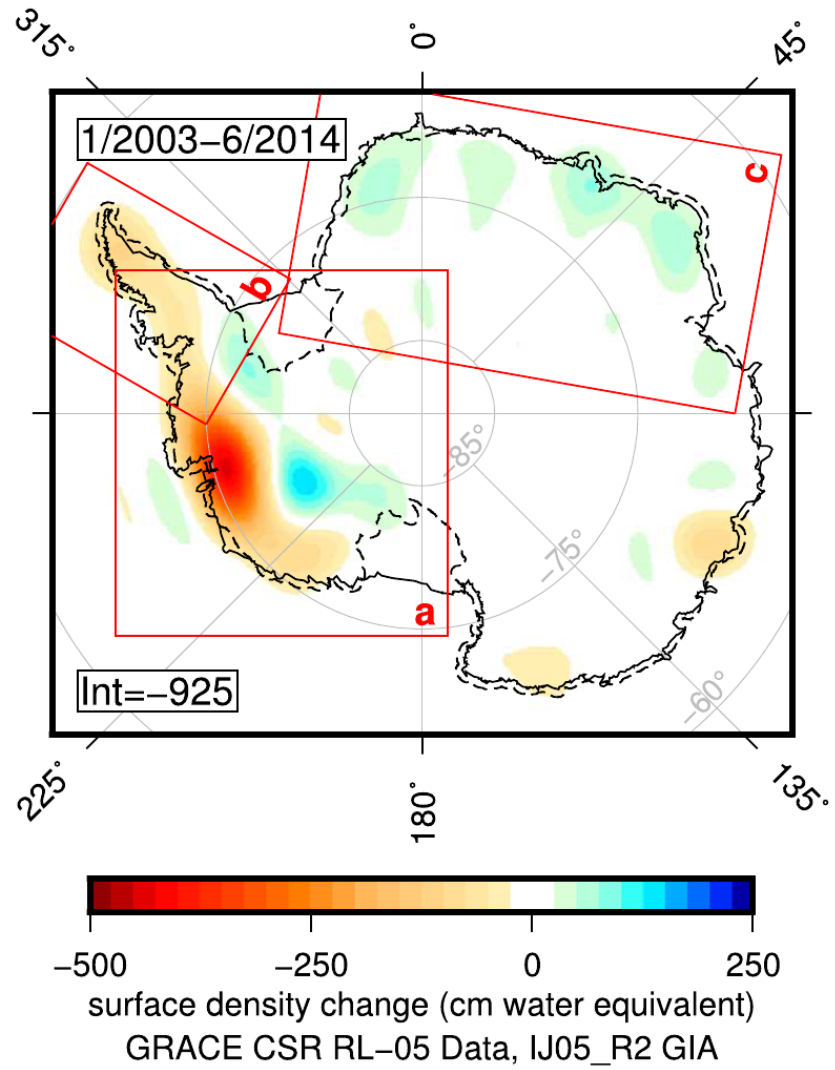 315°
0°
45°
1/2003−6/2014
c
b
−85°
−75°
a
Int=−925
−60°
225°
180°
135°
−500 −250 0 250
surface density change (cm water equivalent)
GRACE CSR RL−05 Data, IJ05_R2 GIA